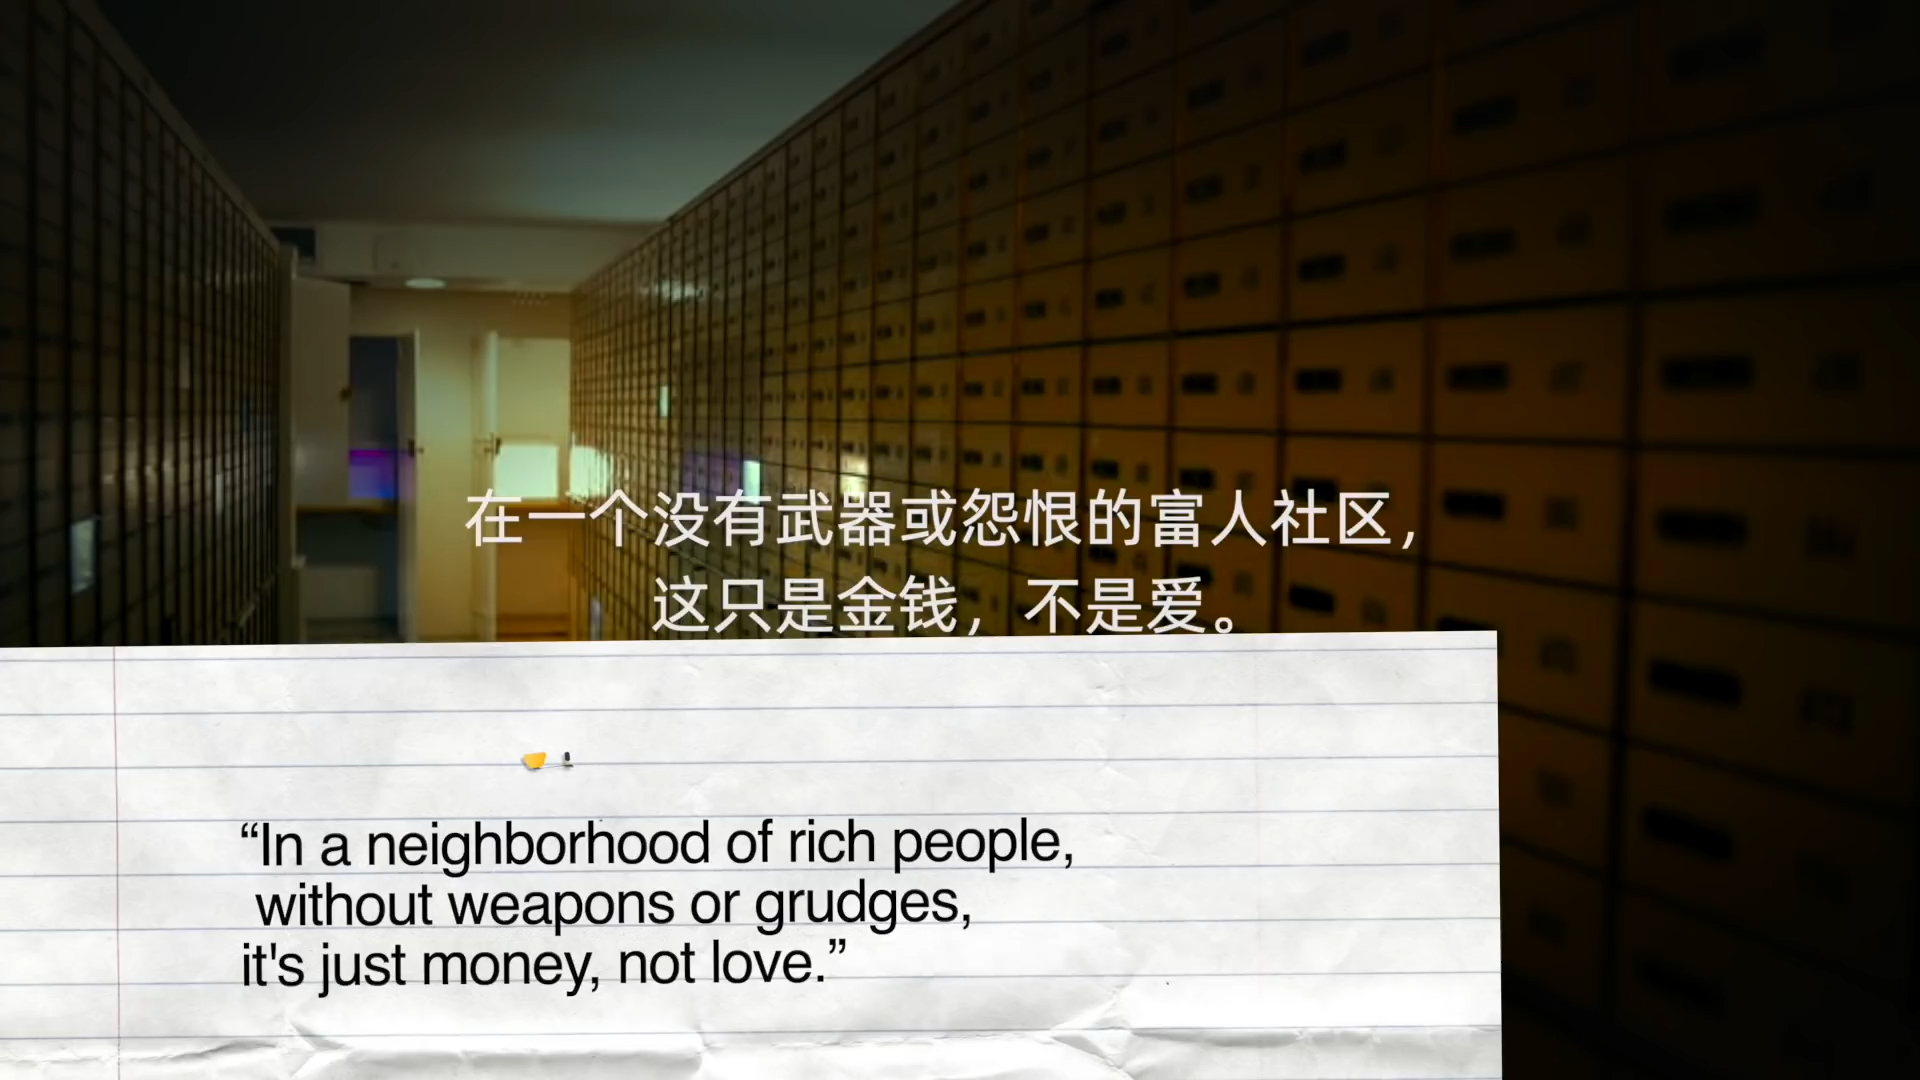 在一个没有武器或怨恨的富人社区，
这只是金钱，不是爱。
“In a neighborhood of rich people,
without weapons or grudges,
it's just money, not love.”